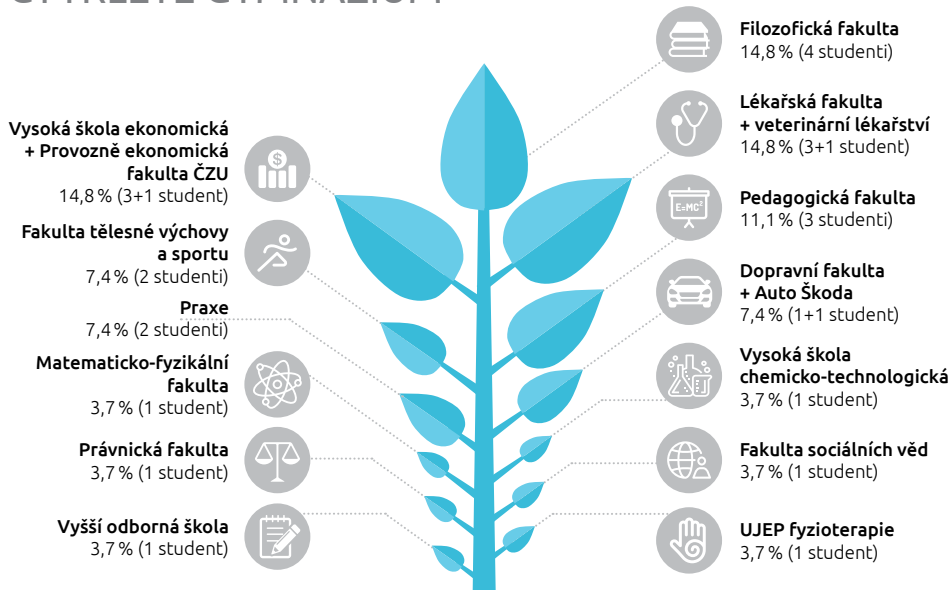 Filozofická fakulta
14,8 % (4 studenti)
Lékařská fakulta
+ veterinární lékařství
14,8 % (3+1 student)
Pedagogická fakulta
11,1 % (3 studenti)
Dopravní fakulta
+ Auto Škoda
7,4 % (1+1 student)
Vysoká škola
chemicko-technologická
3,7 % (1 student)
Fakulta sociálních věd
3,7 % (1 student)
UJEP fyzioterapie
3,7 % (1 student)
Vysoká škola ekonomická
+ Provozně ekonomická
fakulta ČZU
14,8 % (3+1 student)
Fakulta tělesné výchovy
a sportu
7,4 % (2 studenti)
Praxe
7,4 % (2 studenti)
Matematicko-fyzikální
fakulta
3,7 % (1 student)
Právnická fakulta
3,7 % (1 student)
Vyšší odborná škola
3,7 % (1 student)
$
E=MC²